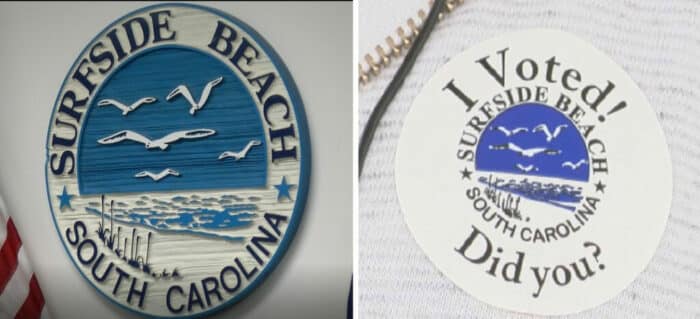 SURFSIDE BEACH
SOUTH CAROLINA
I Voted!
SURFSIDE BEACH
SOUTH CAROLINA
Did you?